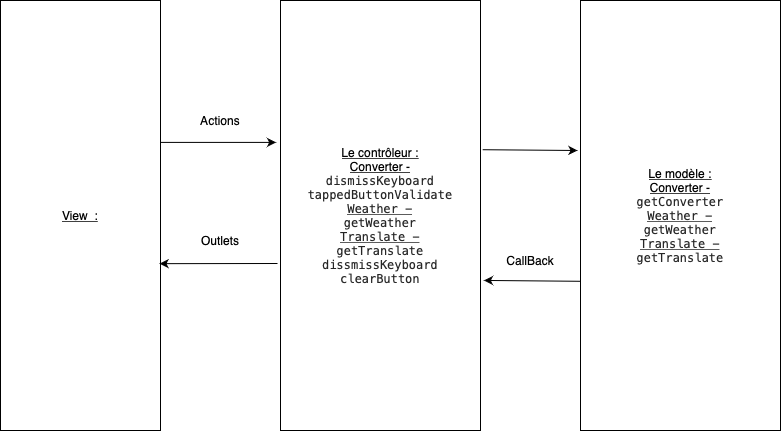 View  :
Actions
Outlets
Le contrôleur :
Converter -
dismissKeyboard
tappedButtonValidate
Weather –
getWeather
Translate –
getTranslate
dissmissKeyboard
clearButton
CallBack
Le modèle :
Converter -
getConverter
Weather –
getWeather
Translate –
getTranslate